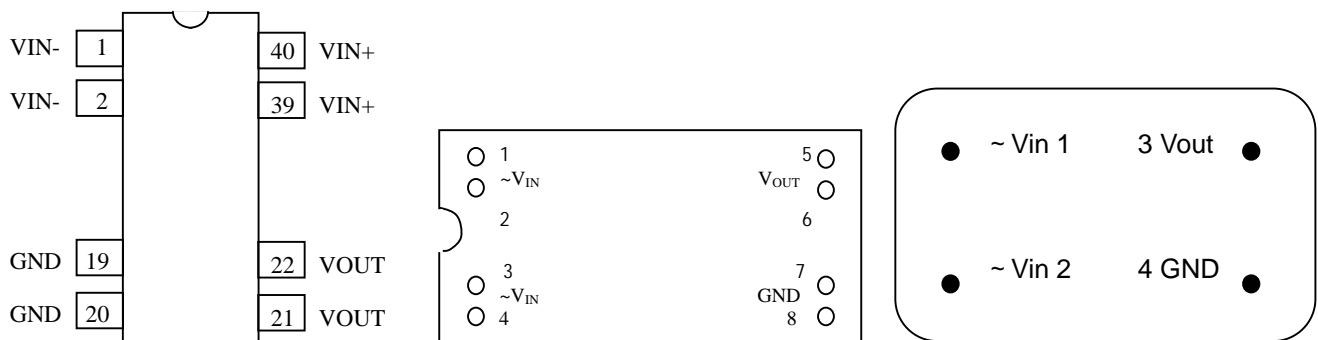 VIN- 1 40 VIN+
VIN- 2 39 VIN+
GND 19 22 VOUT
GND 20 21 VOUT
1 5
~VIN VOUT
2 6
3 7
~VIN GND
4 8
~ Vin 1 3 Vout
~ Vin 2 4 GND